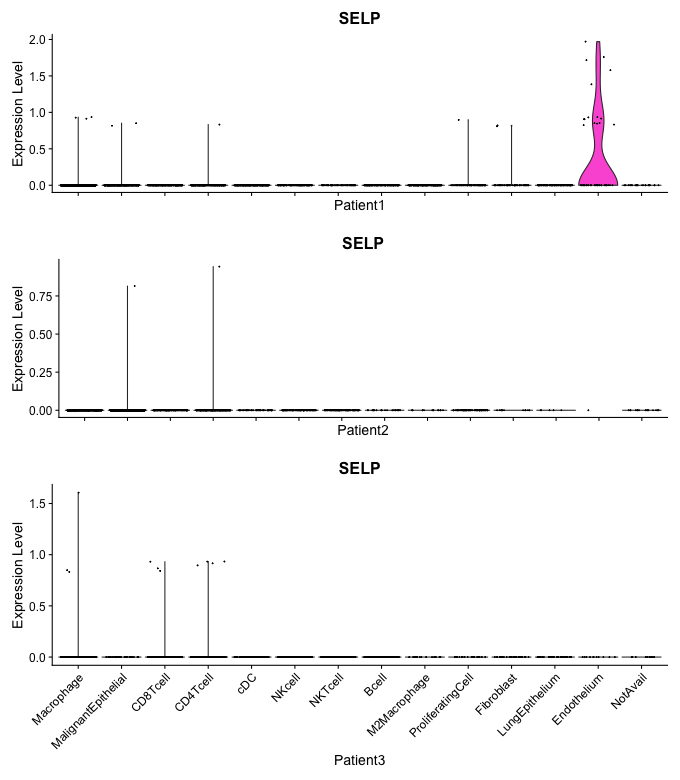 SELP
Expression Level
2.0
1.5
1.0
0.5
0.0
Patient1
SELP
Expression Level
0.75
0.50
0.25
0.00
Patient2
SELP
Expression Level
1.5
1.0
0.5
0.0
Macrophage
MalignantEpithelial
CD8Tcell
CD4Tcell
cDC
NKcell
NKTcell
Bcell
M2Macrophage
ProliferatingCell
Fibroblast
LungEpithelium
Endothelium
NotAvail
Patient3